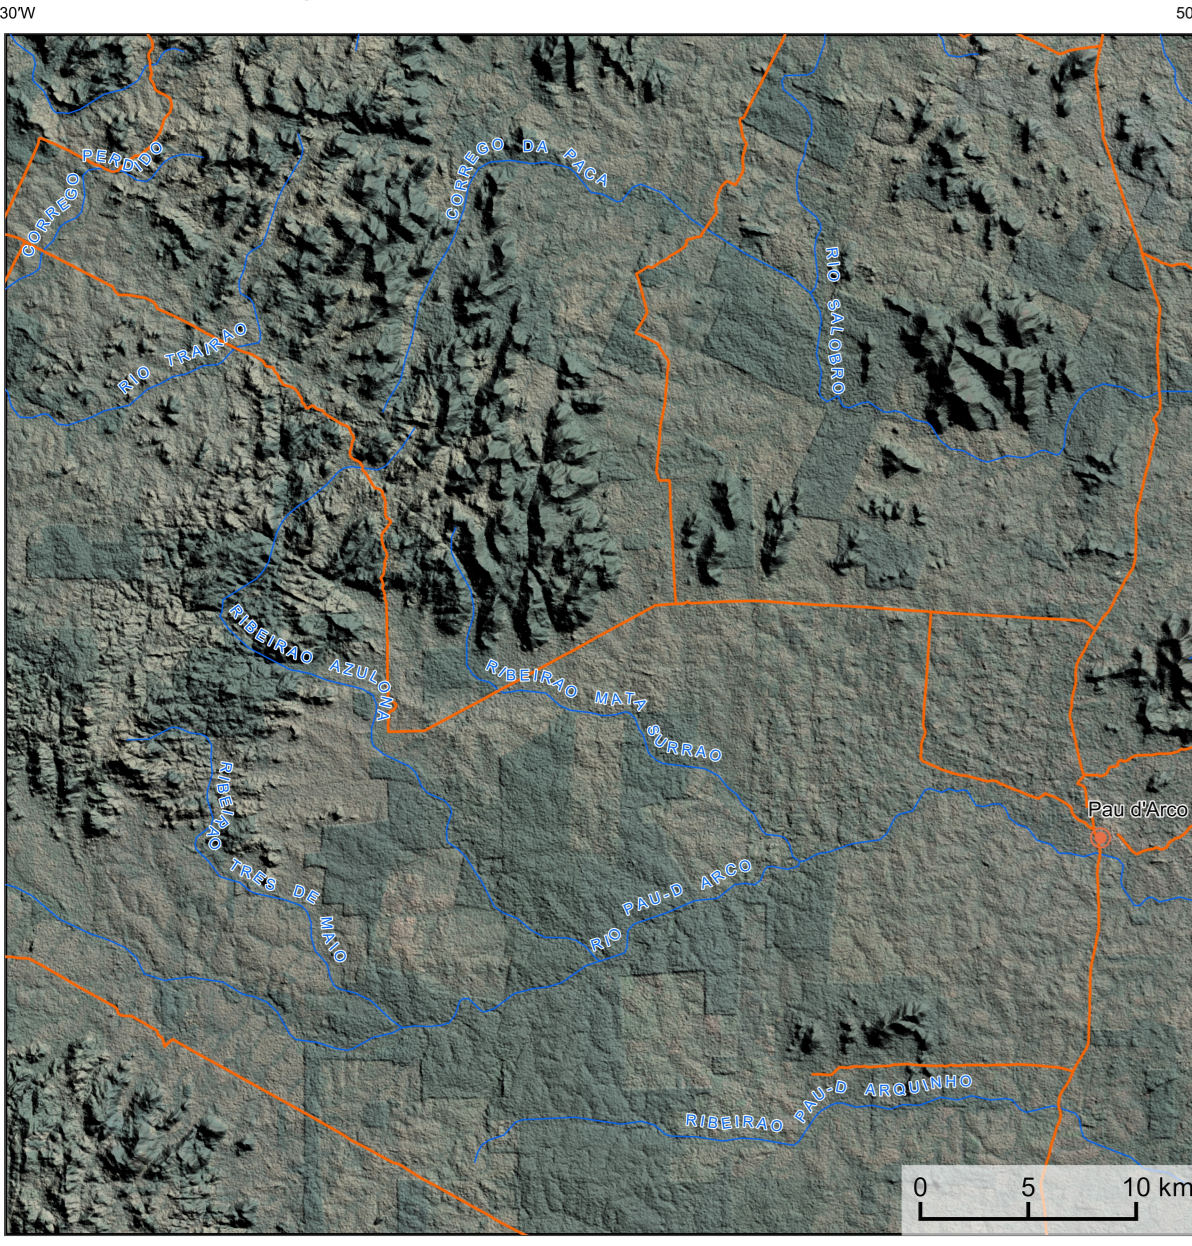 30'W
50
CORREGO PERDIDO
CORREGO DA PACA
RIO SALOBRO
RIO TRAIRAO
RIBEIRAO AZULONA
RIBEIRAO MATA SURRAO
RIBEIRAO TRES DE MAIO
Pau d'Arco
RIO PAU-D ARCO
RIBEIRAO PAU-D ARQUINHO
0 5 10 km